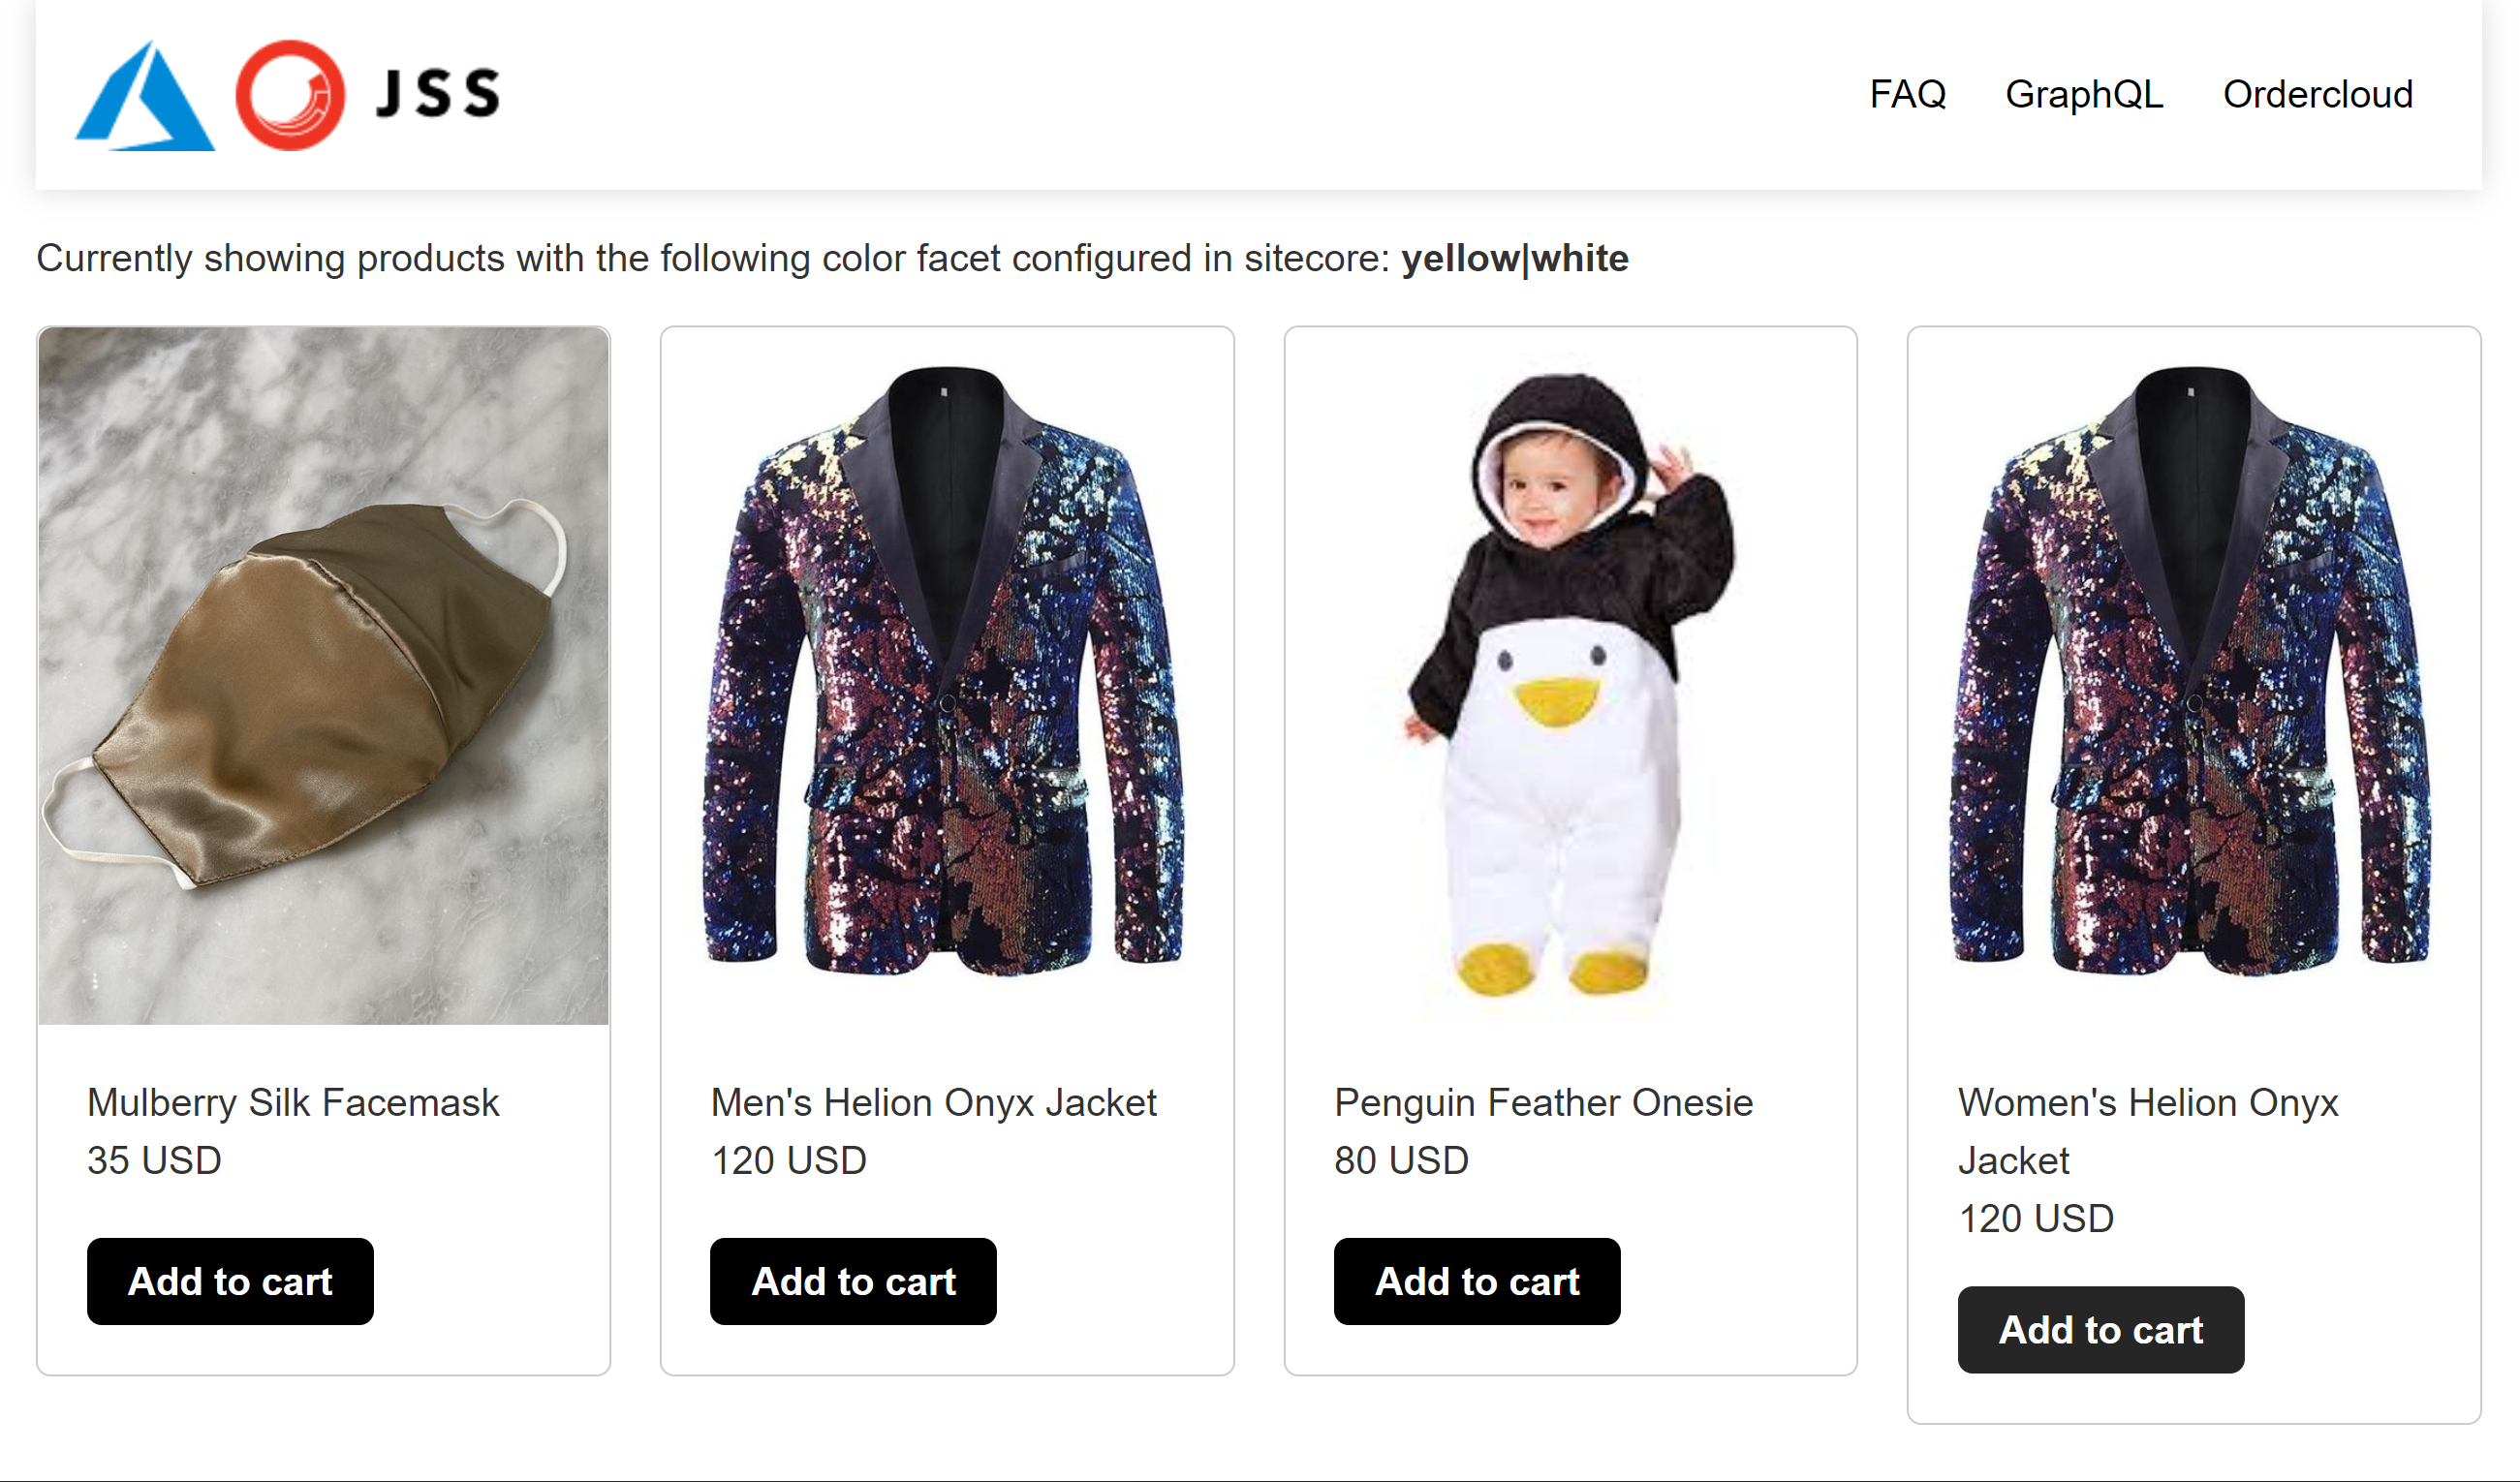 JSS
FAQ GraphQL Ordercloud
Currently showing products with the following color facet configured in sitecore: yellow|white
Mulberry Silk Facemask
35 USD
Add to cart
Men's Helion Onyx Jacket
120 USD
Add to cart
Penguin Feather Onesie
80 USD
Add to cart
Women's Helion Onyx
Jacket
120 USD
Add to cart